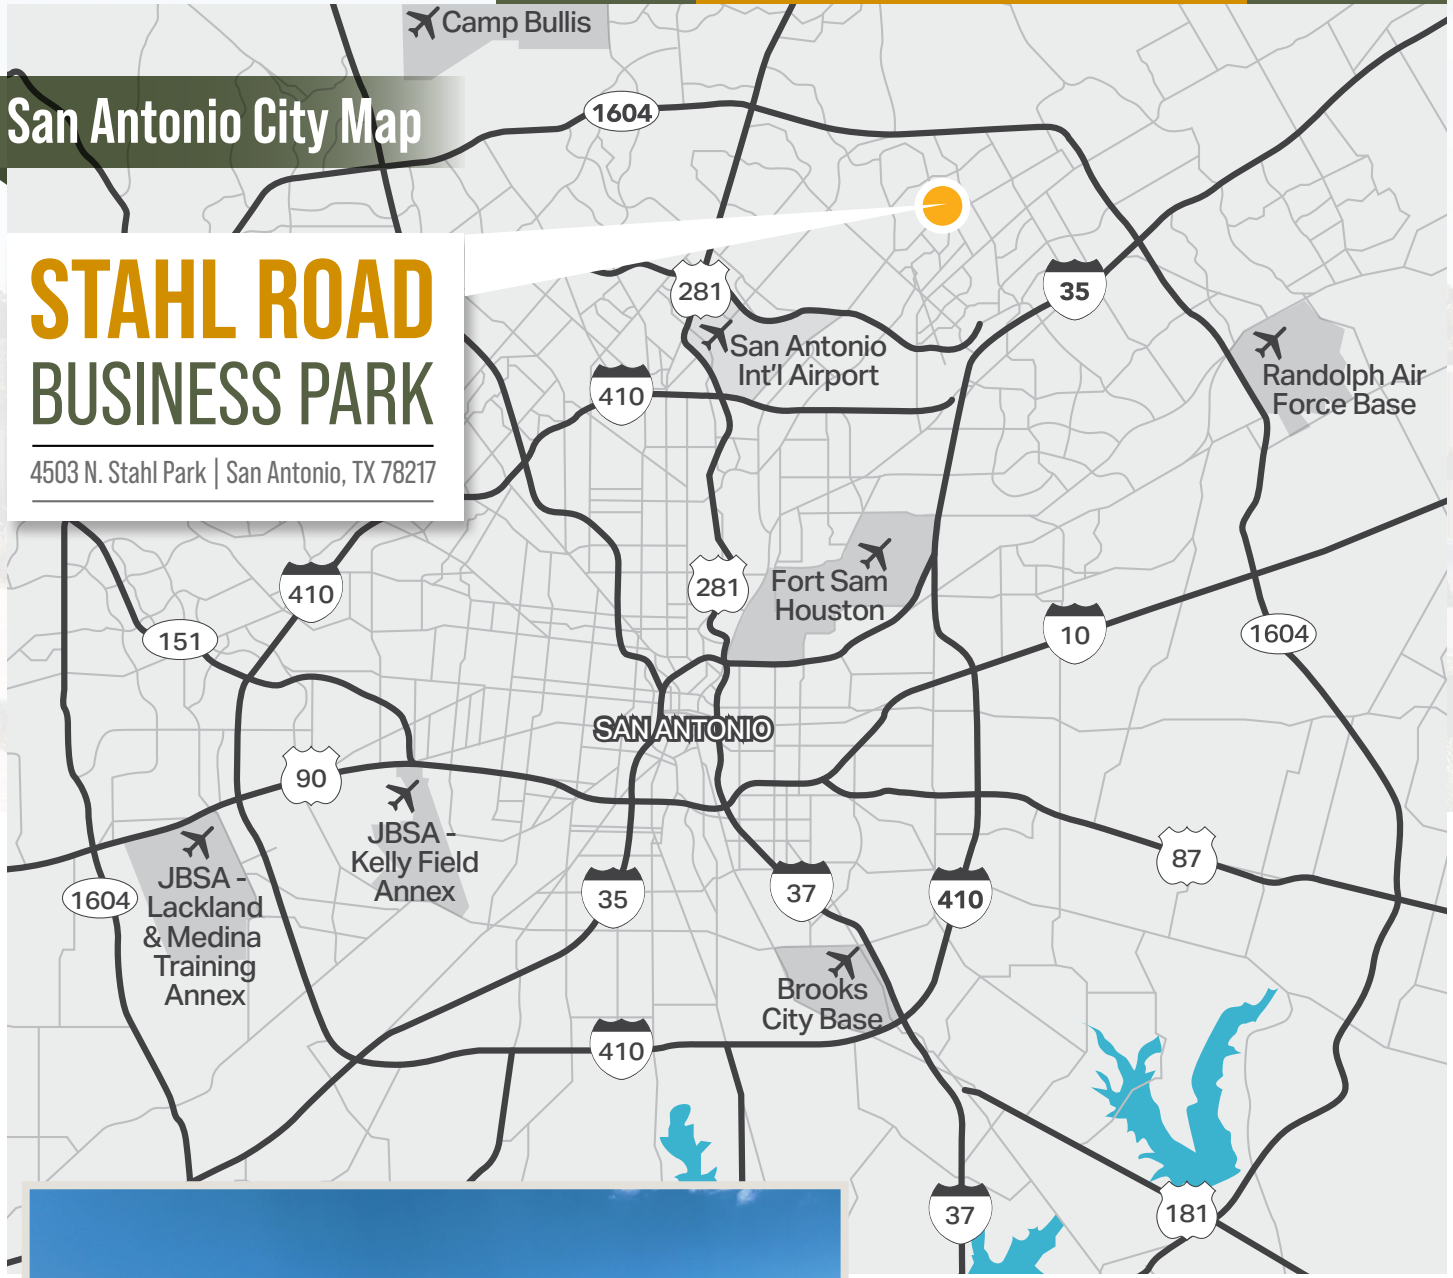 Camp Bullis
San Antonio City Map
1604
STAHL ROAD
BUSINESS PARK
4503 N. Stahl Park | San Antonio, TX 78217
281
35
San Antonio
Int'l Airport
Randolph Air
Force Base
410
281
Fort Sam
Houston
410
151
10
1604
SAN ANTONIO
90
JBSA -
Kelly Field
Annex
JBSA -
Lackland
& Medina
Training
Annex
1604
35
37
410
87
Brooks
City Base
410
37
181